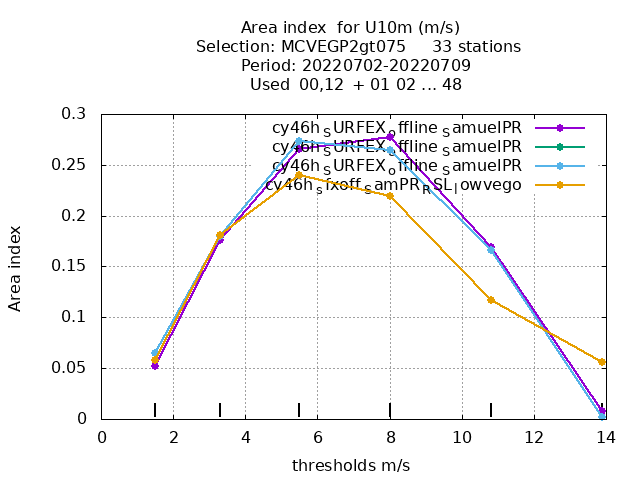 Area index for U10m (m/s)
Selection: MCVEGP2gt075 33 stations
Period: 20220702-20220709
Used 00,12 + 01 02 ... 48
cy46h_SURFEX_offline_SamuelPR
cy46h_SURFEX_offline_SamuelPR
cy46h_SURFEX_offline_SamuelPR
cy46h_sfxoff_SamPR_RSL_lowvego
0.3
0.25
0.2
0.15
0.1
0.05
0
Area index
0 2 4 6 8 10 12 14
thresholds m/s